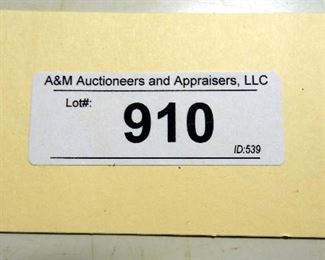 A&M Auctioneers and Appraisers, LLC
Lot#:
910
ID:539